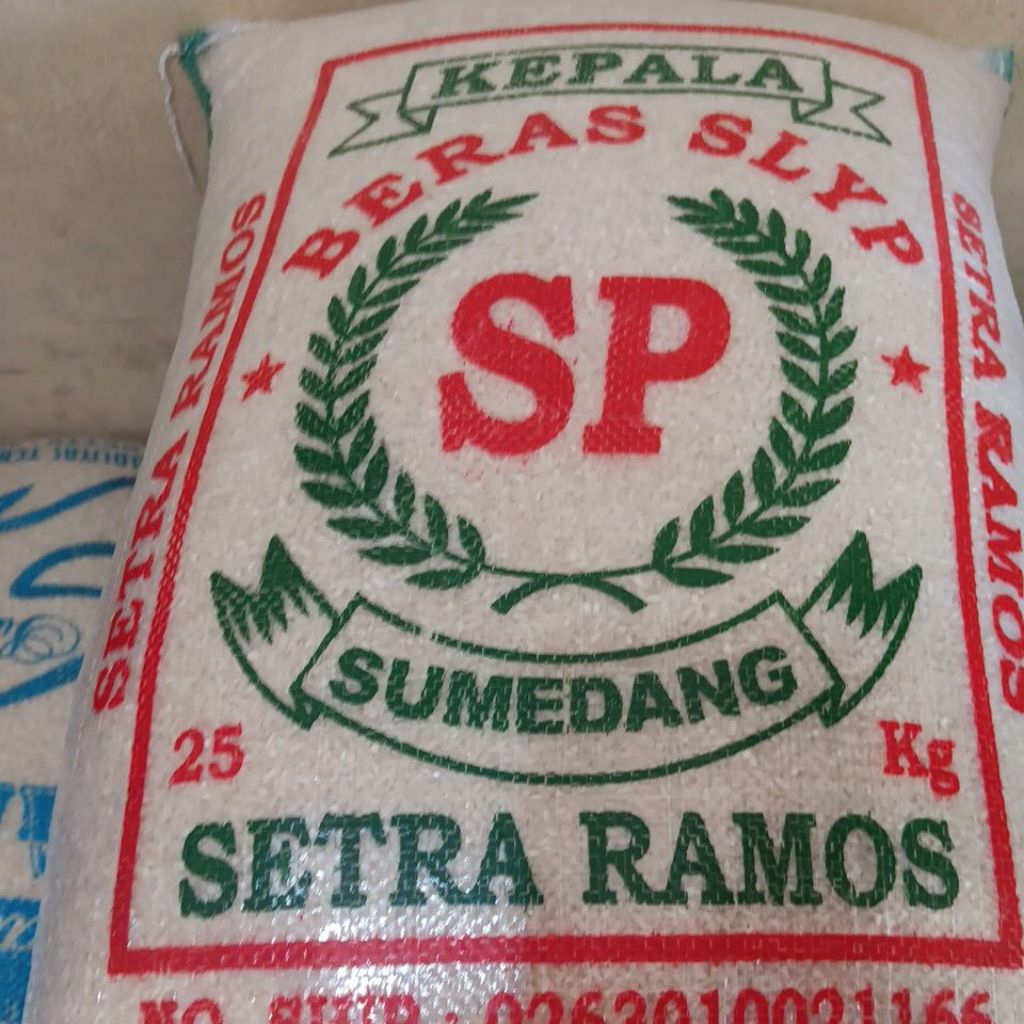 KEPALA
BERAS SLYP
SP
SUMEDANG
25 Kg
SETRA RAMOS
SETRA RAMOS
SETRA RAMOS